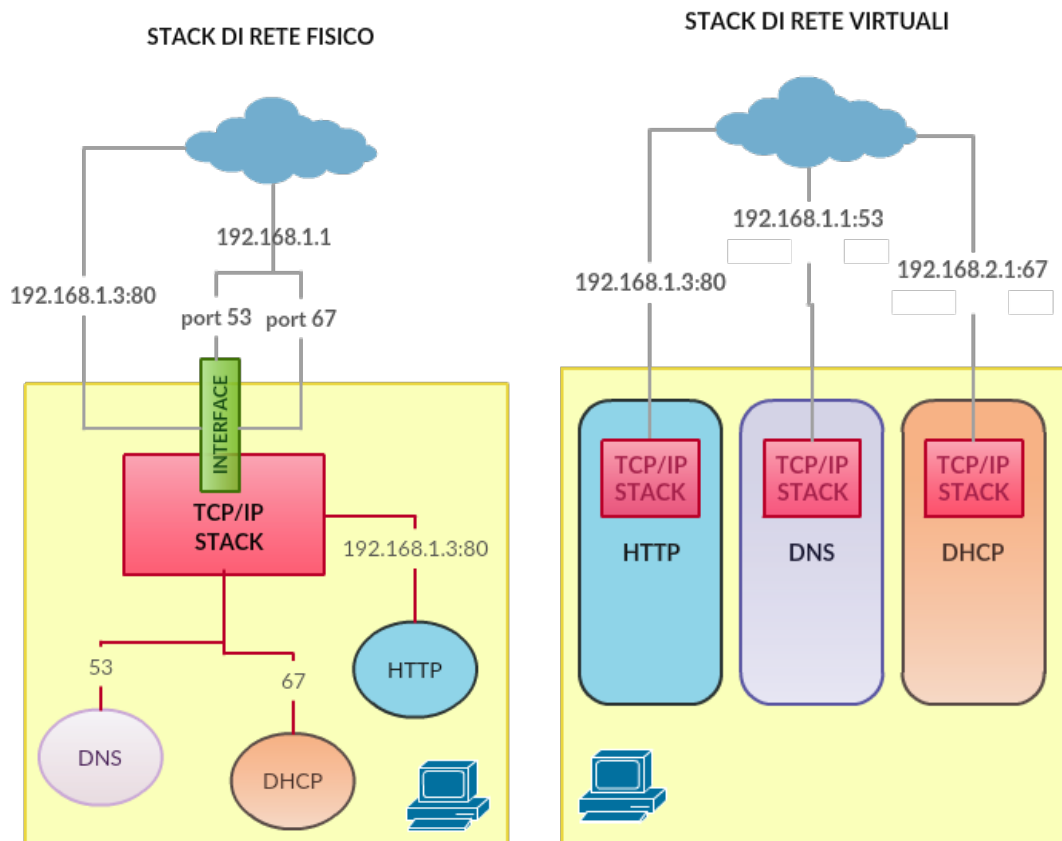 STACK DI RETE FISICO
192.168.1.1
192.168.1.3:80
port 53
port 67
INTERFACE
TCP/IP
STACK
192.168.1.3:80
53
67
HTTP
DNS
DHCP
STACK DI RETE VIRTUALI
192.168.1.1:53
192.168.1.3:80
192.168.2.1:67
TCP/IP
STACK
HTTP
TCP/IP
STACK
DNS
TCP/IP
STACK
DHCP